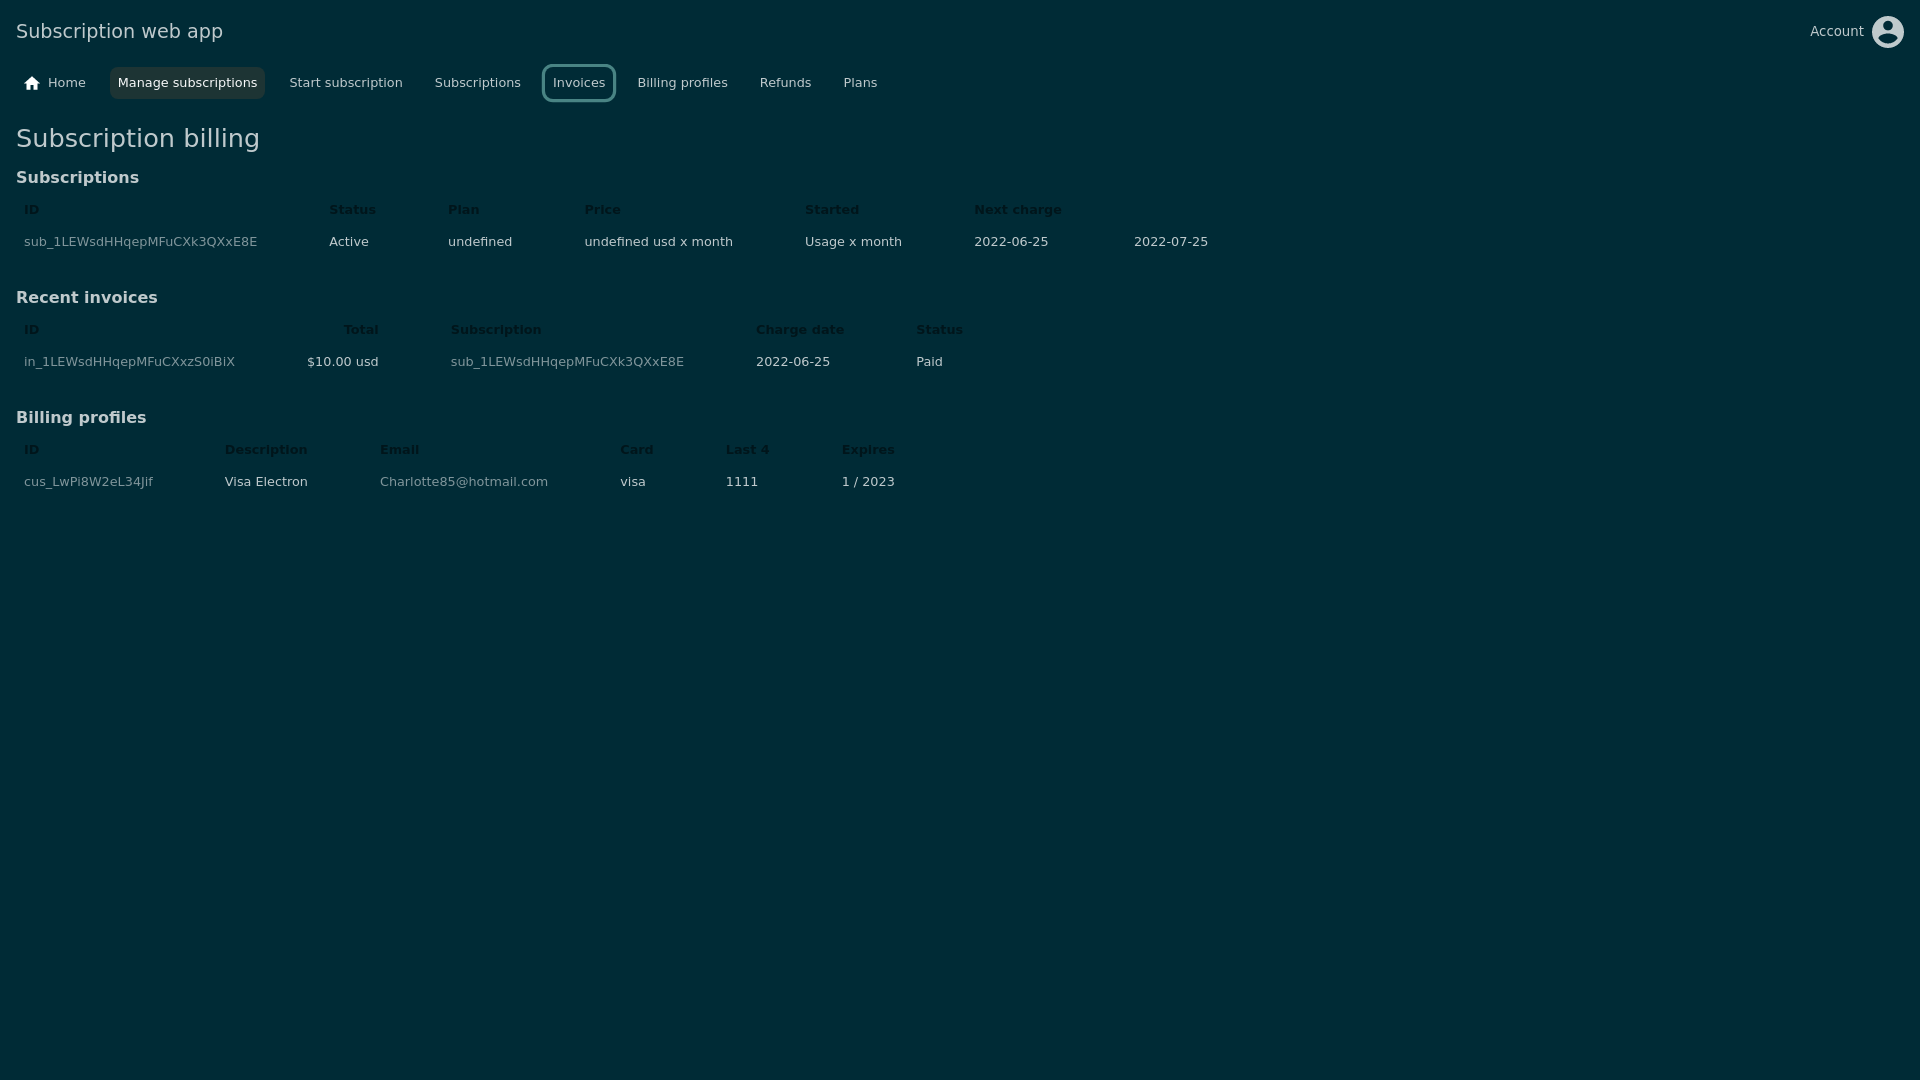 Subscription web app
Account
Home Manage subscriptions Start subscription Subscriptions Invoices Billing profiles Refunds Plans
Subscription billing
Subscriptions
ID Status Plan Price Started Next charge
sub_1LEWsdHHqepMFuCXk3QXxE8E Active undefined undefined usd x month Usage x month 2022-06-25 2022-07-25
Recent invoices
ID Total Subscription Charge date Status
in_1LEWsdHHqepMFuCXxzS0iBiX $10.00 usd sub_1LEWsdHHqepMFuCXk3QXxE8E 2022-06-25 Paid
Billing profiles
ID Description Email Card Last 4 Expires
cus_LwPi8W2eL34Jif Visa Electron Charlotte85@hotmail.com visa 1111 1 / 2023